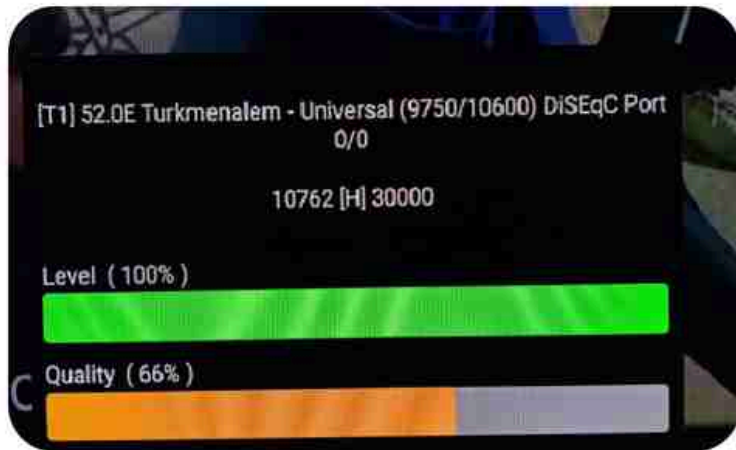 [T1] 52.0E Turkmenalem - Universal (9750/10600) DiSEqC Port
0/0
10762 [H] 30000
Level ( 100% )
Quality ( 66% )
C